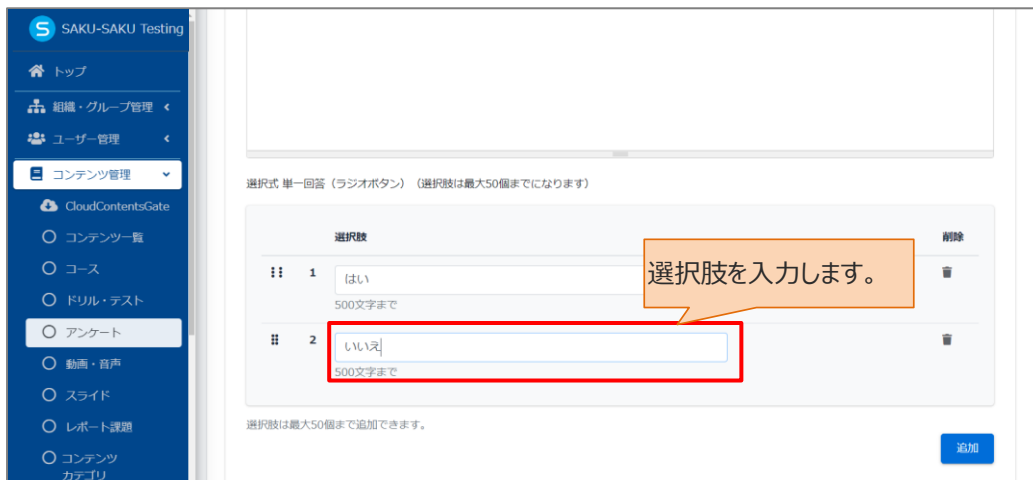 S SAKU-SAKU Testing
トップ
組織・グループ管理
ユーザー管理
コンテンツ管理
CloudContentsGate
コンテンツ一覧
コース
ドリル・テスト
アンケート
動画・音声
スライド
レポート課題
コンテンツ
カテゴリ
選択式 単一回答（ラジオボタン）（選択肢は最大50個までになります）
選択肢 削除
1 はい
500文字まで
選択肢を入力します。
2 いいえ
500文字まで
選択肢は最大50個まで追加できます。
追加